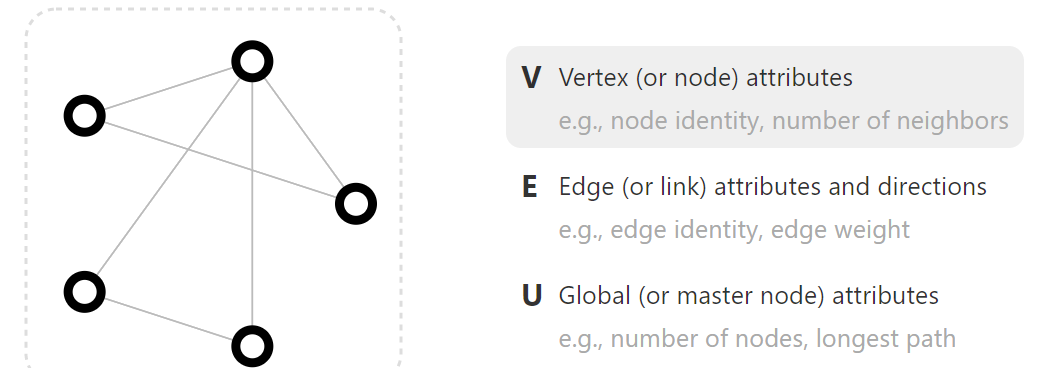 V Vertex (or node) attributes
e.g., node identity, number of neighbors
E Edge (or link) attributes and directions
e.g., edge identity, edge weight
U Global (or master node) attributes
e.g., number of nodes, longest path